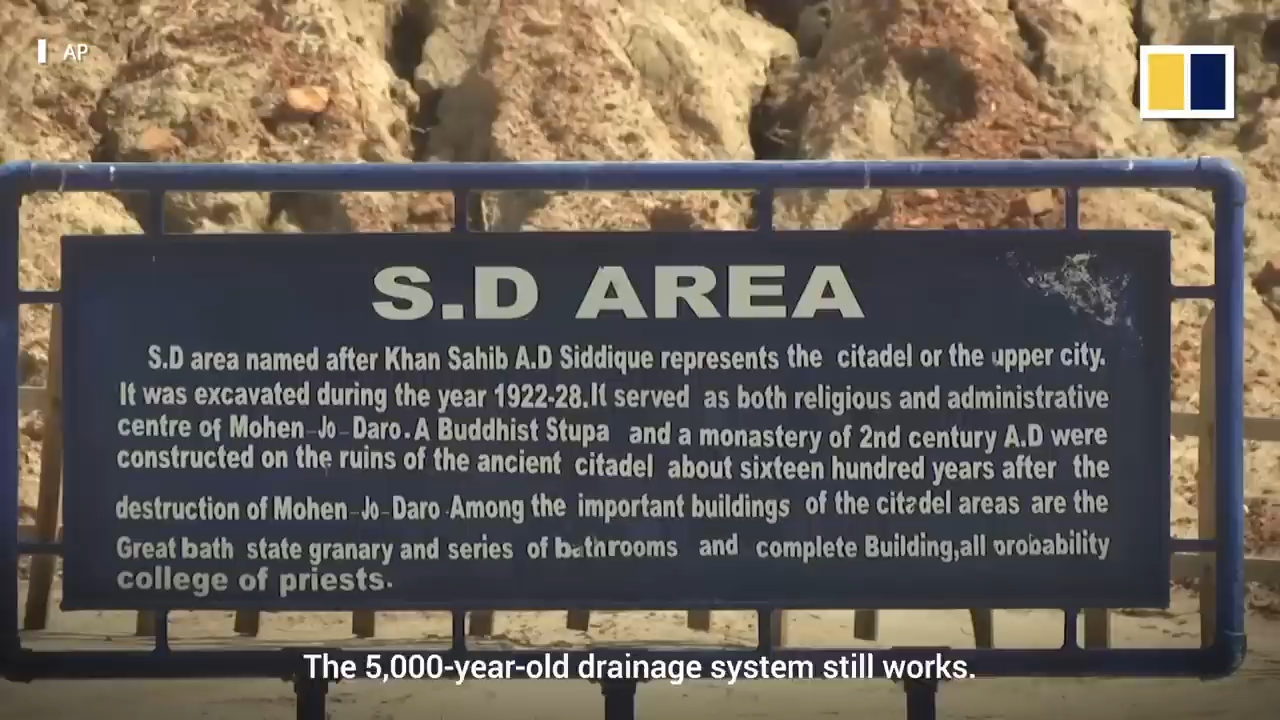 AP
S.D AREA
S.D area named after Khan Sahib A.D Siddique represents the citadel or the upper city.
It was excavated during the year 1922-28.It served as both religious and administrative
centre of Mohen-Jo-Daro. A Buddhist Stupa and a monastery of 2nd century A.D were
constructed on the ruins of the ancient citadel about sixteen hundred years after the
destruction of Mohen-Jo-Daro Among the important buildings of the citadel areas are the
Great bath state granary and series of bathrooms and complete Building,all probability
college of priests.
The 5,000-year-old drainage system still works.